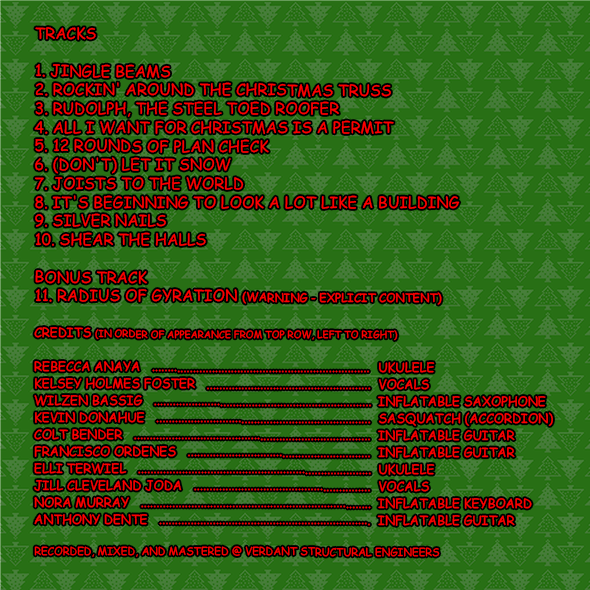 TRACKS
1. JINGLE BEAMS
2. ROCKIN' AROUND THE CHRISTMAS TRUSS
3. RUDOLPH, THE STEEL TOED ROOFER
4. ALL I WANT FOR CHRISTMAS IS A PERMIT
5. 12 ROUNDS OF PLAN CHECK
6. (DON'T) LET IT SNOW
7. JOISTS TO THE WORLD
8. IT'S BEGINNING TO LOOK A LOT LIKE A BUILDING
9. SILVER NAILS
10. SHEAR THE HALLS
BONUS TRACK
11. RADIUS OF GYRATION (WARNING - EXPLICIT CONTENT)
CREDITS (IN ORDER OF APPEARANCE FROM TOP ROW, LEFT TO RIGHT)
REBECCA ANAYA ........................................ UKULELE
KELSEY HOLMES FOSTER ........................................ VOCALS
WILZEN BASSIG ........................................ INFLATABLE SAXOPHONE
KEVIN DONAHUE ........................................ SASQUATCH (ACCORDION)
COLT BENDER ........................................ INFLATABLE GUITAR
FRANCISCO ORDENES ........................................ INFLATABLE GUITAR
ELLI TERWIEL ........................................ UKULELE
JILL CLEVELAND JODA ........................................ VOCALS
NORA MURRAY ........................................ INFLATABLE KEYBOARD
ANTHONY DENTE ........................................ INFLATABLE GUITAR
RECORDED, MIXED, AND MASTERED @ VERDANT STRUCTURAL ENGINEERS